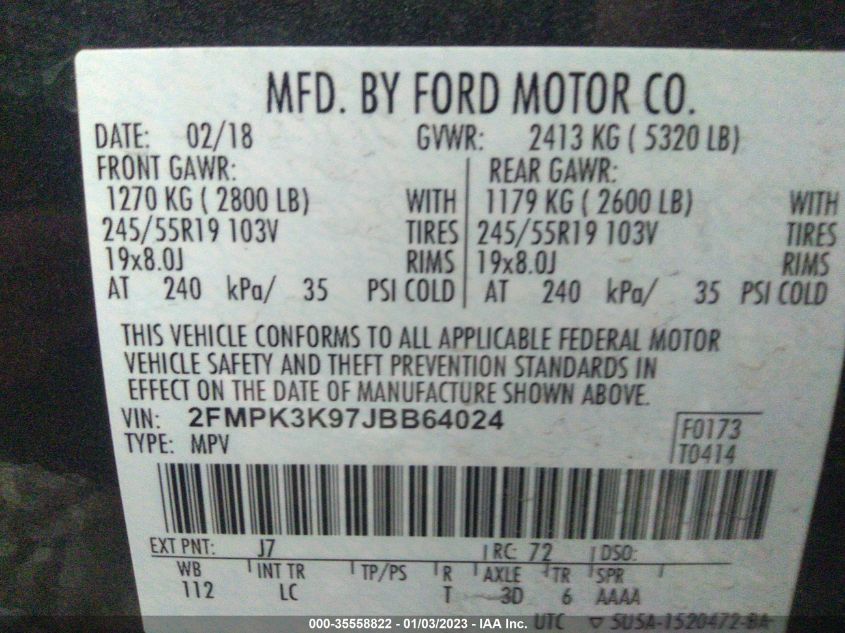 MFD. BY FORD MOTOR CO.
DATE: 02/18 GVWR: 2413 KG ( 5320 LB)
FRONT GAWR: REAR GAWR:
1270 KG ( 2800 LB) WITH 1179 KG ( 2600 LB) WITH
245/55R19 103V TIRES 245/55R19 103V TIRES
19x8.0J RIMS 19x8.0J RIMS
AT 240 kPa/ 35 PSI COLD AT 240 kPa/ 35 PSI COLD
THIS VEHICLE CONFORMS TO ALL APPLICABLE FEDERAL MOTOR
VEHICLE SAFETY AND THEFT PREVENTION STANDARDS IN
EFFECT ON THE DATE OF MANUFACTURE SHOWN ABOVE.
VIN: 2FMPK3K97JBB64024 F0173
TYPE: MPV T0414
EXT PNT: J7 RC: 72 DSO:
WB INT TR TP/PS R AXLE TR SPR
112 LC T 3D 6 AAAA
UTC ▽ 5U5A-1520472-BA
000-35558822 - 01/03/2023 - IAA Inc.